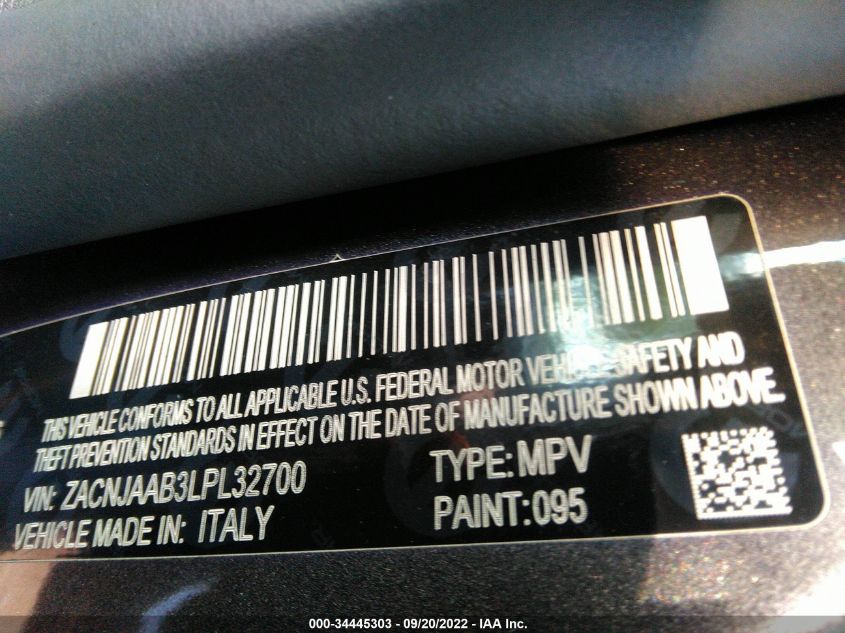 THIS VEHICLE CONFORMS TO ALL APPLICABLE U.S. FEDERAL MOTOR VEHICLE SAFETY AND
THEFT PREVENTION STANDARDS IN EFFECT ON THE DATE OF MANUFACTURE SHOWN ABOVE.
VIN: ZACNJAAB3LPL32700
TYPE: MPV
VEHICLE MADE IN: ITALY
PAINT: 095
000-34445303 - 09/20/2022 - IAA Inc.